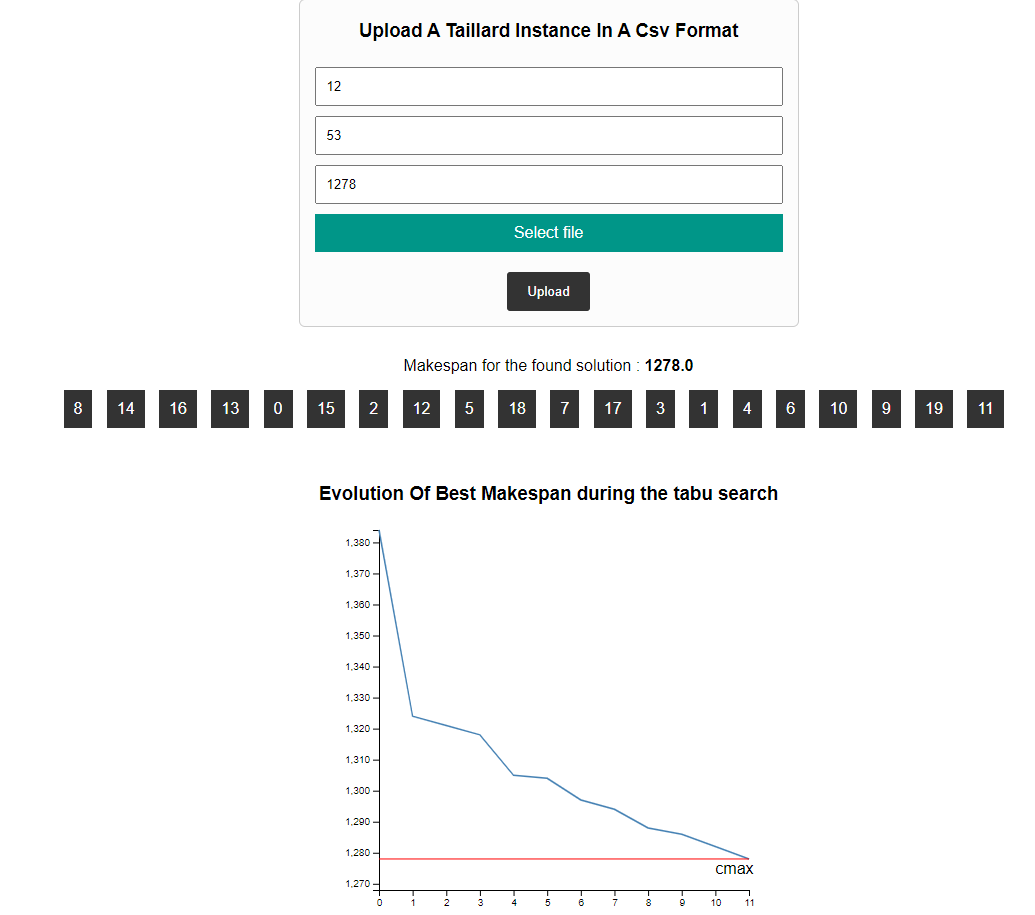 Upload A Taillard Instance In A Csv Format
12
53
1278
Select file
Upload
Makespan for the found solution : 1278.0
8 14 16 13 0 15 2 12 5 18 7 17 3 1 4 6 10 9 19 11
Evolution Of Best Makespan during the tabu search
1,380
1,370
1,360
1,350
1,340
1,330
1,320
1,310
1,300
1,290
1,280
cmax
1,270
0 1 2 3 4 5 6 7 8 9 10 11